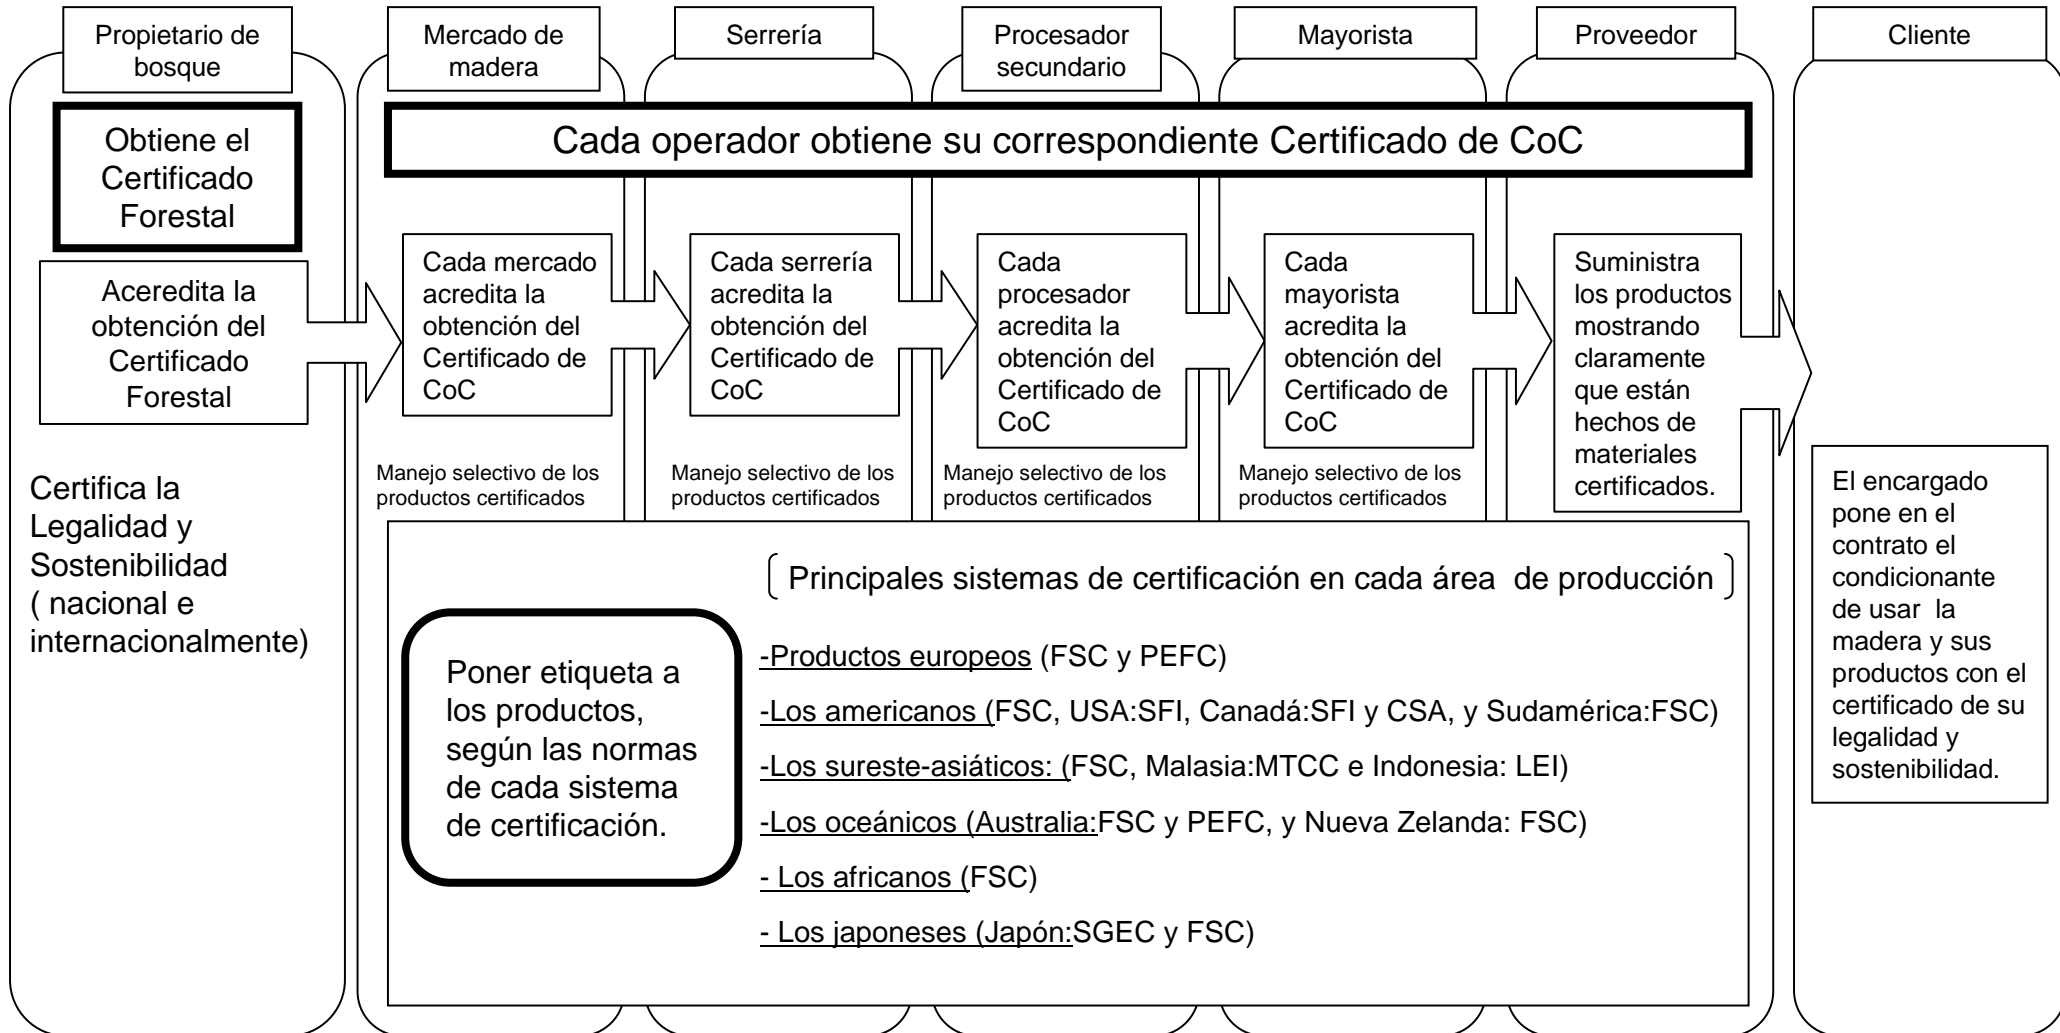 Propietario de
bosque
Mercado de
madera
Serrería
Procesador
secundario
Mayorista
Proveedor
Cliente
Obtiene el
Certificado
Forestal
Cada operador obtiene su correspondiente Certificado de CoC
Aceredita la
obtención del
Certificado
Forestal
Cada mercado
acredita la
obtención del
Certificado de
CoC
Cada serrería
acredita la
obtención del
Certificado de
CoC
Cada
procesador
acredita la
obtención del
Certificado de
CoC
Cada
mayorista
acredita la
obtención del
Certificado de
CoC
Suministra
los productos
mostrando
claramente
que están
hechos de
materiales
certificados.
Certifica la
Legalidad y
Sostenibilidad
( nacional e
internacionalmente)
Manejo selectivo de los
productos certificados
Manejo selectivo de los
productos certificados
Manejo selectivo de los
productos certificados
Manejo selectivo de los
productos certificados
El encargado
pone en el
contrato el
condicionante
de usar  la
madera y sus
productos con el
certificado de su
legalidad y
sostenibilidad.
[ Principales sistemas de certificación en cada área  de producción ]
Poner etiqueta a
los productos,
según las normas
de cada sistema
de certificación.
-Productos europeos (FSC y PEFC)
-Los americanos (FSC, USA:SFI, Canadá:SFI y CSA, y Sudamérica:FSC)
-Los sureste-asiáticos: (FSC, Malasia:MTCC e Indonesia: LEI)
-Los oceánicos (Australia:FSC y PEFC, y Nueva Zelanda: FSC)
- Los africanos (FSC)
- Los japoneses (Japón:SGEC y FSC)